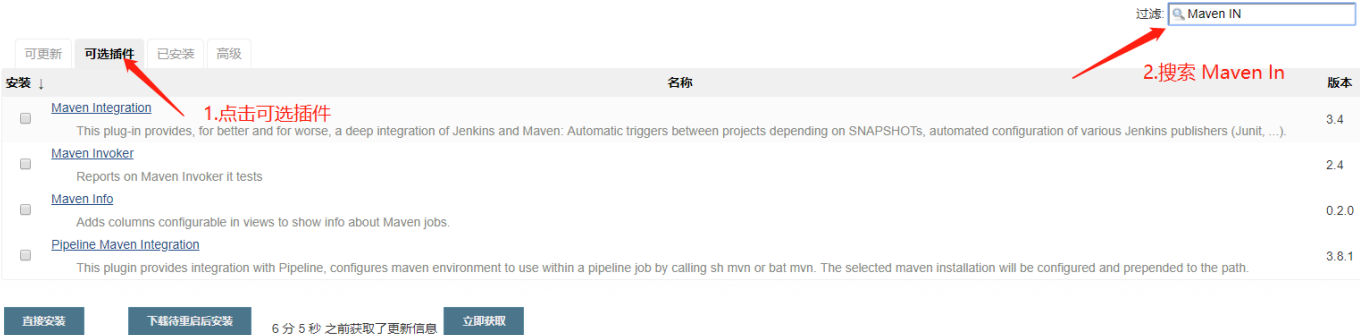 过滤: Maven IN
可更新 可选插件 已安装 高级
2.搜索 Maven In
安装 ↓ 名称 版本
Maven Integration
1.点击可选插件
This plug-in provides, for better and for worse, a deep integration of Jenkins and Maven: Automatic triggers between projects depending on SNAPSHOTs, automated configuration of various Jenkins publishers (Junit, ...).
3.4
Maven Invoker
Reports on Maven Invoker it tests
2.4
Maven Info
Adds columns configurable in views to show info about Maven jobs.
0.2.0
Pipeline Maven Integration
This plugin provides integration with Pipeline, configures maven environment to use within a pipeline job by calling sh mvn or bat mvn. The selected maven installation will be configured and prepended to the path.
3.8.1
直接安装 下载待重启后安装 6 分 5 秒 之前获取了更新信息 立即获取